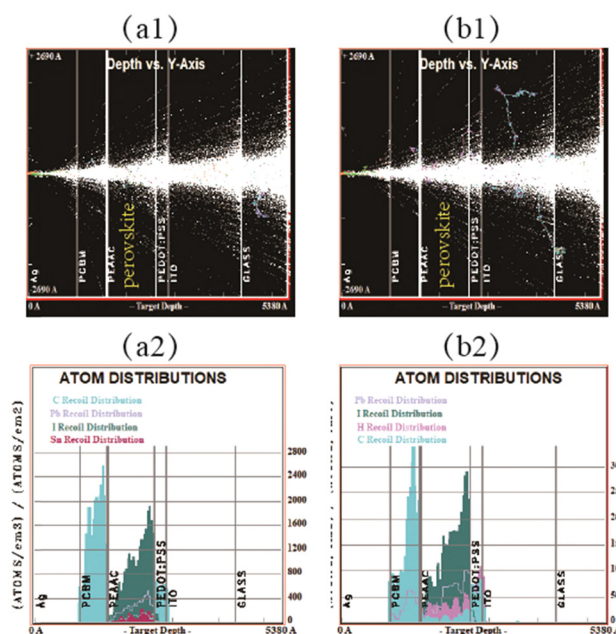 (a1)
+2690 A
Depth vs. Y-Axis
Ag
PCBM
PEAAC
perovskite
PEDOT:PSS
ITO
GLASS
-2690 A
0 A
– Target Depth –
5380 A
(b1)
+2690 A
Depth vs. Y-Axis
Ag
PCBM
PEAAC
perovskite
PEDOT:PSS
ITO
GLASS
-2690 A
0 A
– Target Depth –
5380 A
(a2)
ATOM DISTRIBUTIONS
C Recoil Distribution
Pb Recoil Distribution
I Recoil Distribution
Sn Recoil Distribution
(ATOMS/cm3) / (ATOMS/cm2)
2800
2400
2000
1600
1200
800
400
0
Ag
PCBM
PEAAC
PEDOT:PSS
ITO
GLASS
0 A
- Target Depth -
5380 A
(b2)
ATOM DISTRIBUTIONS
Pb Recoil Distribution
I Recoil Distribution
H Recoil Distribution
C Recoil Distribution
Ag
PCBM
PEAAC
PEDOT:PSS
ITO
GLASS
0 A
- Target Depth -
5380 A